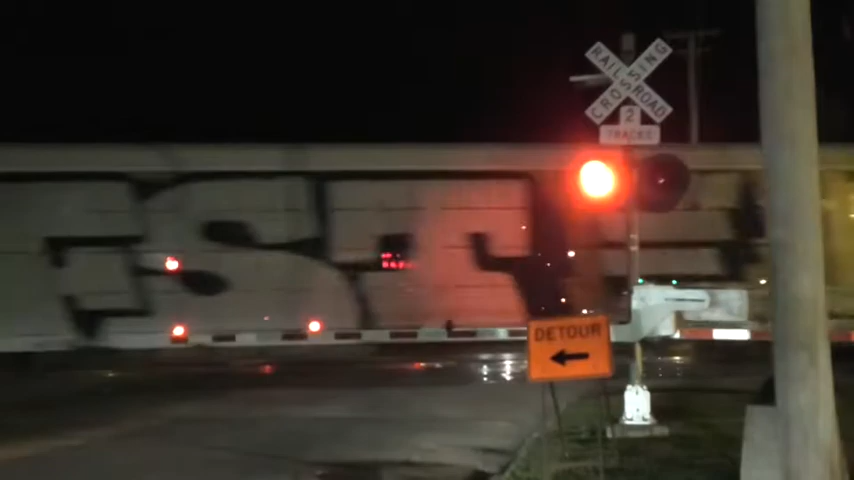 RAILROAD
CROSSING
2
TRACKS
DETOUR